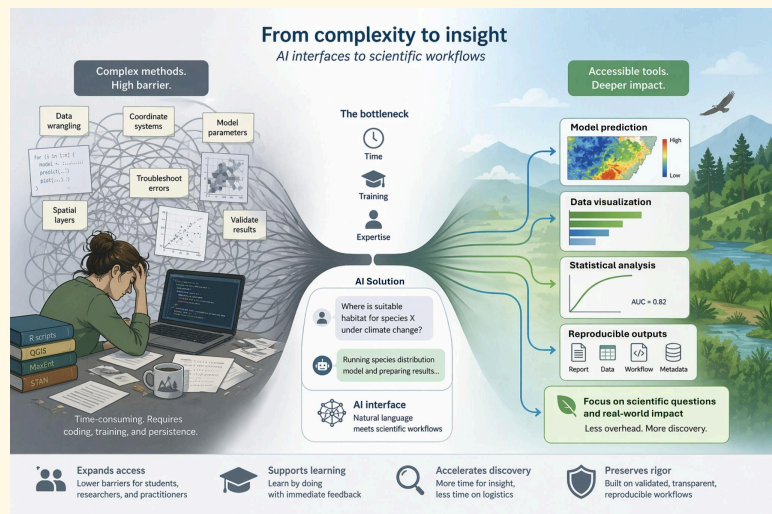 From complexity to insight
AI interfaces to scientific workflows
Complex methods.
High barrier.
Data
wrangling
Coordinate
systems
Model
parameters
Troubleshoot
errors
Spatial
layers
Validate
results
R scripts
QGIS
MaxEnt
STAN
Time-consuming. Requires
coding, training, and persistence.
The bottleneck
Time
Training
Expertise
AI Solution
Where is suitable
habitat for species X
under climate change?
Running species distribution
model and preparing results...
AI interface
Natural language
meets scientific workflows
Accessible tools.
Deeper impact.
Model prediction
High
Low
Data visualization
Statistical analysis
AUC = 0.82
Reproducible outputs
Report
Data
Workflow
Metadata
Focus on scientific questions
and real-world impact
Less overhead. More discovery.
Expands access
Lower barriers for students,
researchers, and practitioners
Supports learning
Learn by doing
with immediate feedback
Accelerates discovery
More time for insight,
less time on logistics
Preserves rigor
Built on validated, transparent,
reproducible workflows